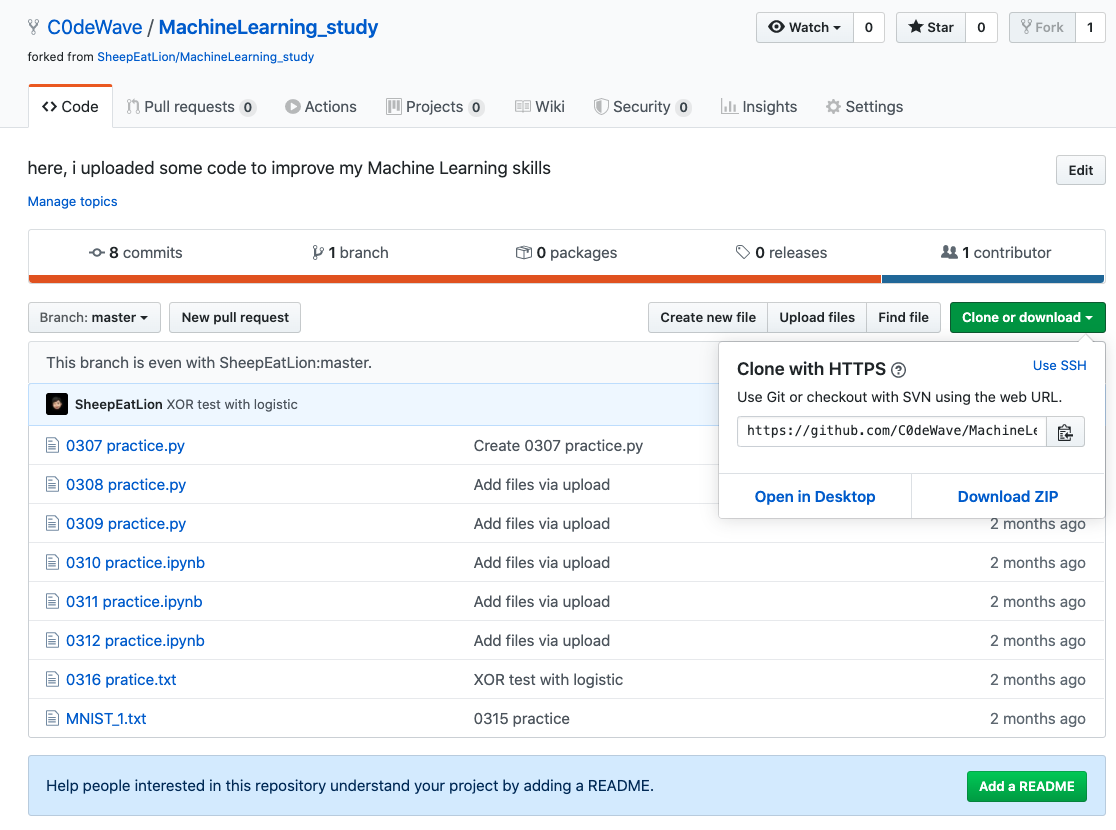 C0deWave / MachineLearning_study
Watch 0
Star 0
Fork 1
forked from SheepEatLion/MachineLearning_study
Code
Pull requests 0
Actions
Projects 0
Wiki
Security 0
Insights
Settings
here, i uploaded some code to improve my Machine Learning skills
Edit
Manage topics
8 commits
1 branch
0 packages
0 releases
1 contributor
Branch: master
New pull request
Create new file
Upload files
Find file
Clone or download
This branch is even with SheepEatLion:master.
Clone with HTTPS
Use SSH
Use Git or checkout with SVN using the web URL.
https://github.com/C0deWave/MachineLe
Open in Desktop
Download ZIP
SheepEatLion XOR test with logistic
0307 practice.py Create 0307 practice.py
0308 practice.py Add files via upload
0309 practice.py Add files via upload 2 months ago
0310 practice.ipynb Add files via upload 2 months ago
0311 practice.ipynb Add files via upload 2 months ago
0312 practice.ipynb Add files via upload 2 months ago
0316 pratice.txt XOR test with logistic 2 months ago
MNIST_1.txt 0315 practice 2 months ago
Help people interested in this repository understand your project by adding a README.
Add a README